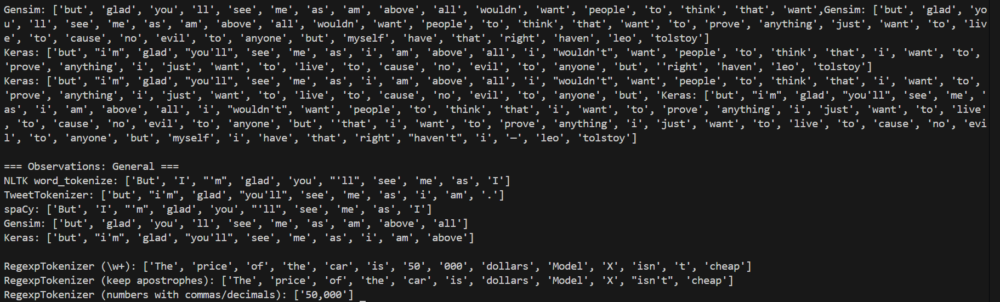 Gensim: ['but', 'glad', 'you', 'll', 'see', 'me', 'as', 'am', 'above', 'all', 'wouldn', 'want', 'people', 'to', 'think', 'that', 'want',Gensim: ['but', 'glad', 'yo
u', 'll', 'see', 'me', 'as', 'am', 'above', 'all', 'wouldn', 'want', 'people', 'to', 'think', 'that', 'want', 'to', 'prove', 'anything', 'just', 'want', 'to', 'liv
e', 'to', 'cause', 'no', 'evil', 'to', 'anyone', 'but', 'myself', 'have', 'that', 'right', 'haven', 'leo', 'tolstoy']
Keras: ['but', "i'm", 'glad', "you'll", 'see', 'me', 'as', 'i', 'am', 'above', 'all', 'i', "wouldn't", 'want', 'people', 'to', 'think', 'that', 'i', 'want', 'to',
'prove', 'anything', 'i', 'just', 'want', 'to', 'live', 'to', 'cause', 'no', 'evil', 'to', 'anyone', 'but', ''right', 'haven', 'leo', 'tolstoy']
Keras: ['but', "i'm", 'glad', "you'll", 'see', 'me', 'as', 'i', 'am', 'above', 'all', 'i', "wouldn't", 'want', 'people', 'to', 'think', 'that', 'i', 'want', 'to',
'prove', 'anything', 'i', 'just', 'want', 'to', 'live', 'to', 'cause', 'no', 'evil', 'to', 'anyone', 'but', 'Keras: ['but', "i'm", 'glad', "you'll", 'see', 'me', '
as', 'i', 'am', 'above', 'all', 'i', "wouldn't", 'want', 'people', 'to', 'think', 'that', 'i', 'want', 'to', 'prove', 'anything', 'i', 'just', 'want', 'to', 'live'
, 'to', 'cause', 'no', 'evil', 'to', 'anyone', 'but', ''that', 'i', 'want', 'to', 'prove', 'anything', 'i', 'just', 'want', 'to', 'live', 'to', 'cause', 'no', 'evi
l', 'to', 'anyone', 'but', 'myself', 'i', 'have', 'that', 'right', "haven't", 'i', '—', 'leo', 'tolstoy']
=== Observations: General ===
NLTK word_tokenize: ['But', 'I', "'m", 'glad', 'you', "'ll", 'see', 'me', 'as', 'I']
TweetTokenizer: ['but', "i'm", 'glad', "you'll", 'see', 'me', 'as', 'i', 'am', '.']
spaCy: ['But', 'I', "'m", 'glad', 'you', "'ll", 'see', 'me', 'as', 'I']
Gensim: ['but', 'glad', 'you', 'll', 'see', 'me', 'as', 'am', 'above', 'all']
Keras: ['but', "i'm", 'glad', "you'll", 'see', 'me', 'as', 'i', 'am', 'above']
RegexpTokenizer (\w+): ['The', 'price', 'of', 'the', 'car', 'is', '50', '000', 'dollars', 'Model', 'X', 'isn', 't', 'cheap']
RegexpTokenizer (keep apostrophes): ['The', 'price', 'of', 'the', 'car', 'is', 'dollars', 'Model', 'X', "isn't", 'cheap']
RegexpTokenizer (numbers with commas/decimals): ['50,000']